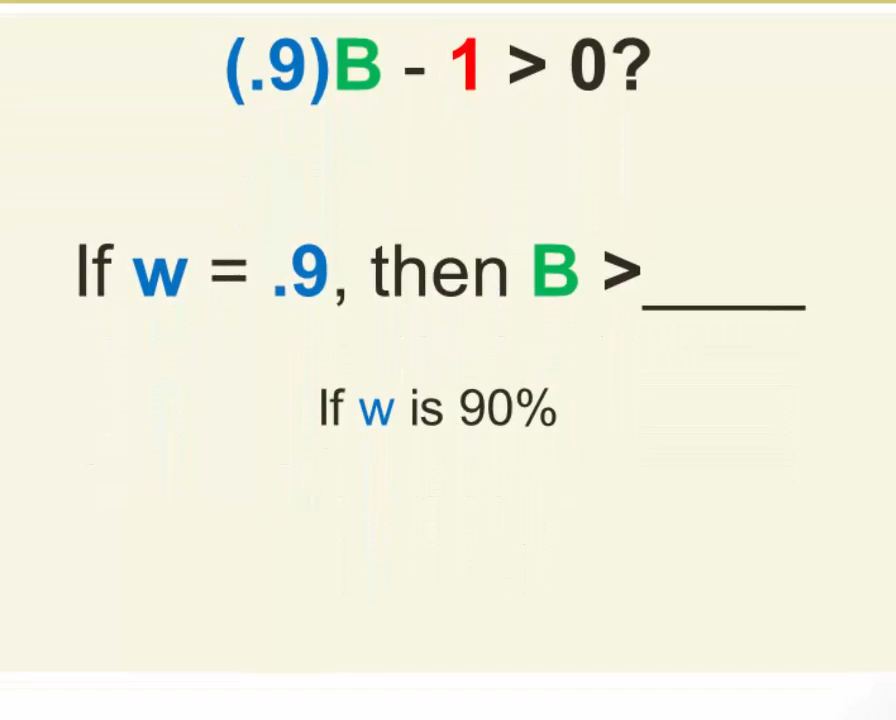 (.9)B - 1 > 0?
If w = .9, then B >____
If w is 90%